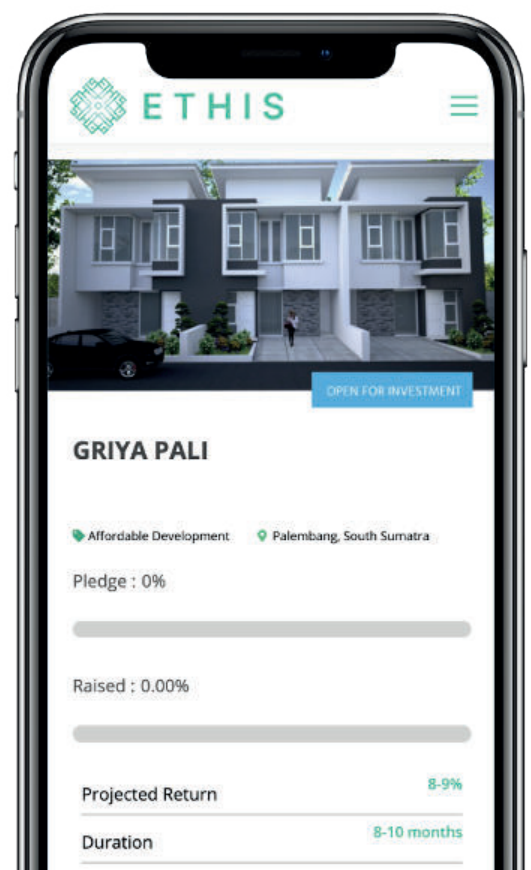 ETHIS
OPEN FOR INVESTMENT
GRIYA PALI
Affordable Development Palembang, South Sumatra
Pledge : 0%
Raised : 0.00%
Projected Return 8-9%
Duration 8-10 months